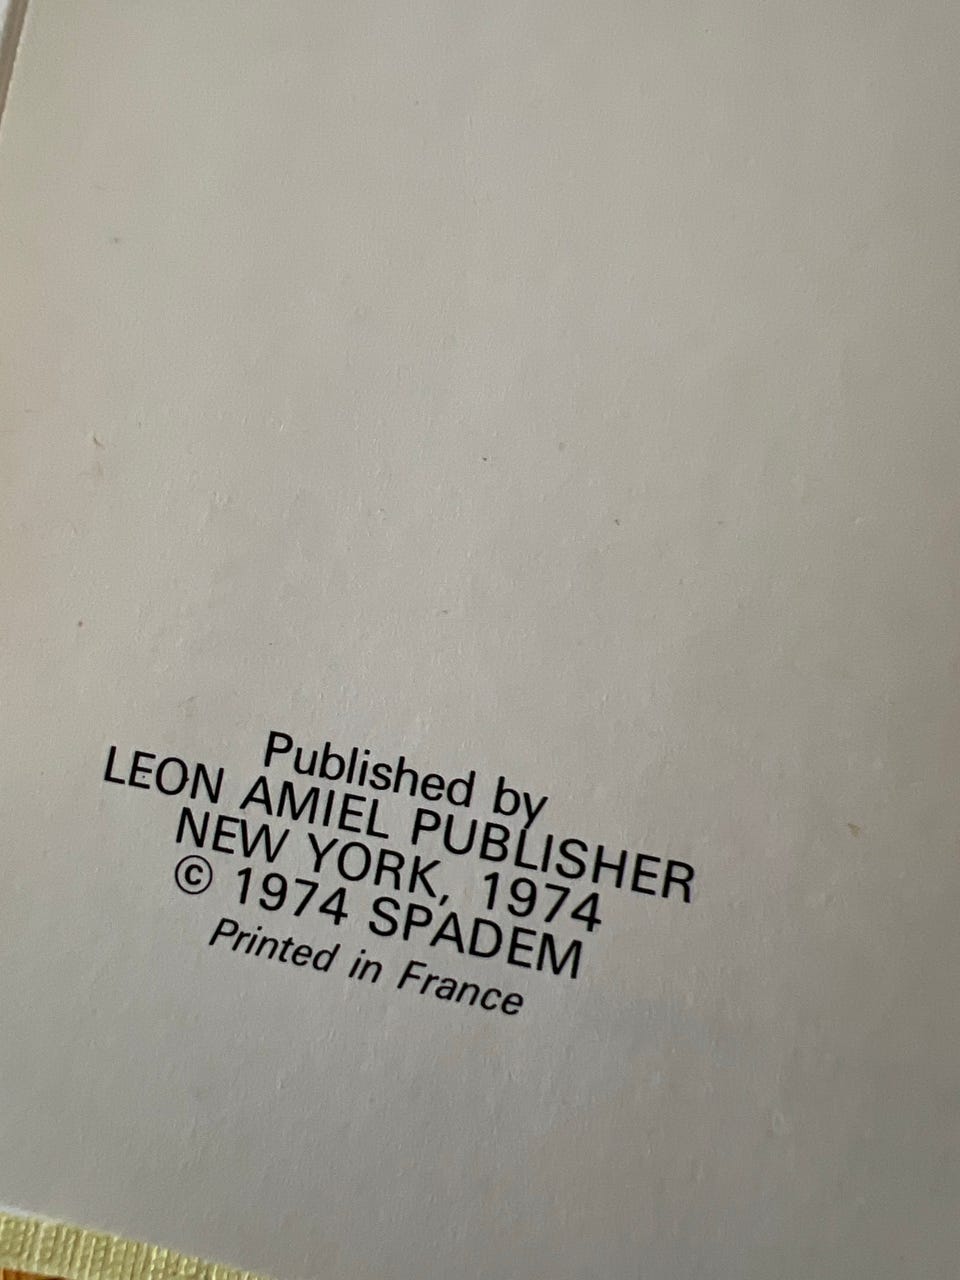 Published by
LEON AMIEL PUBLISHER
NEW YORK, 1974
© 1974 SPADEM
Printed in France